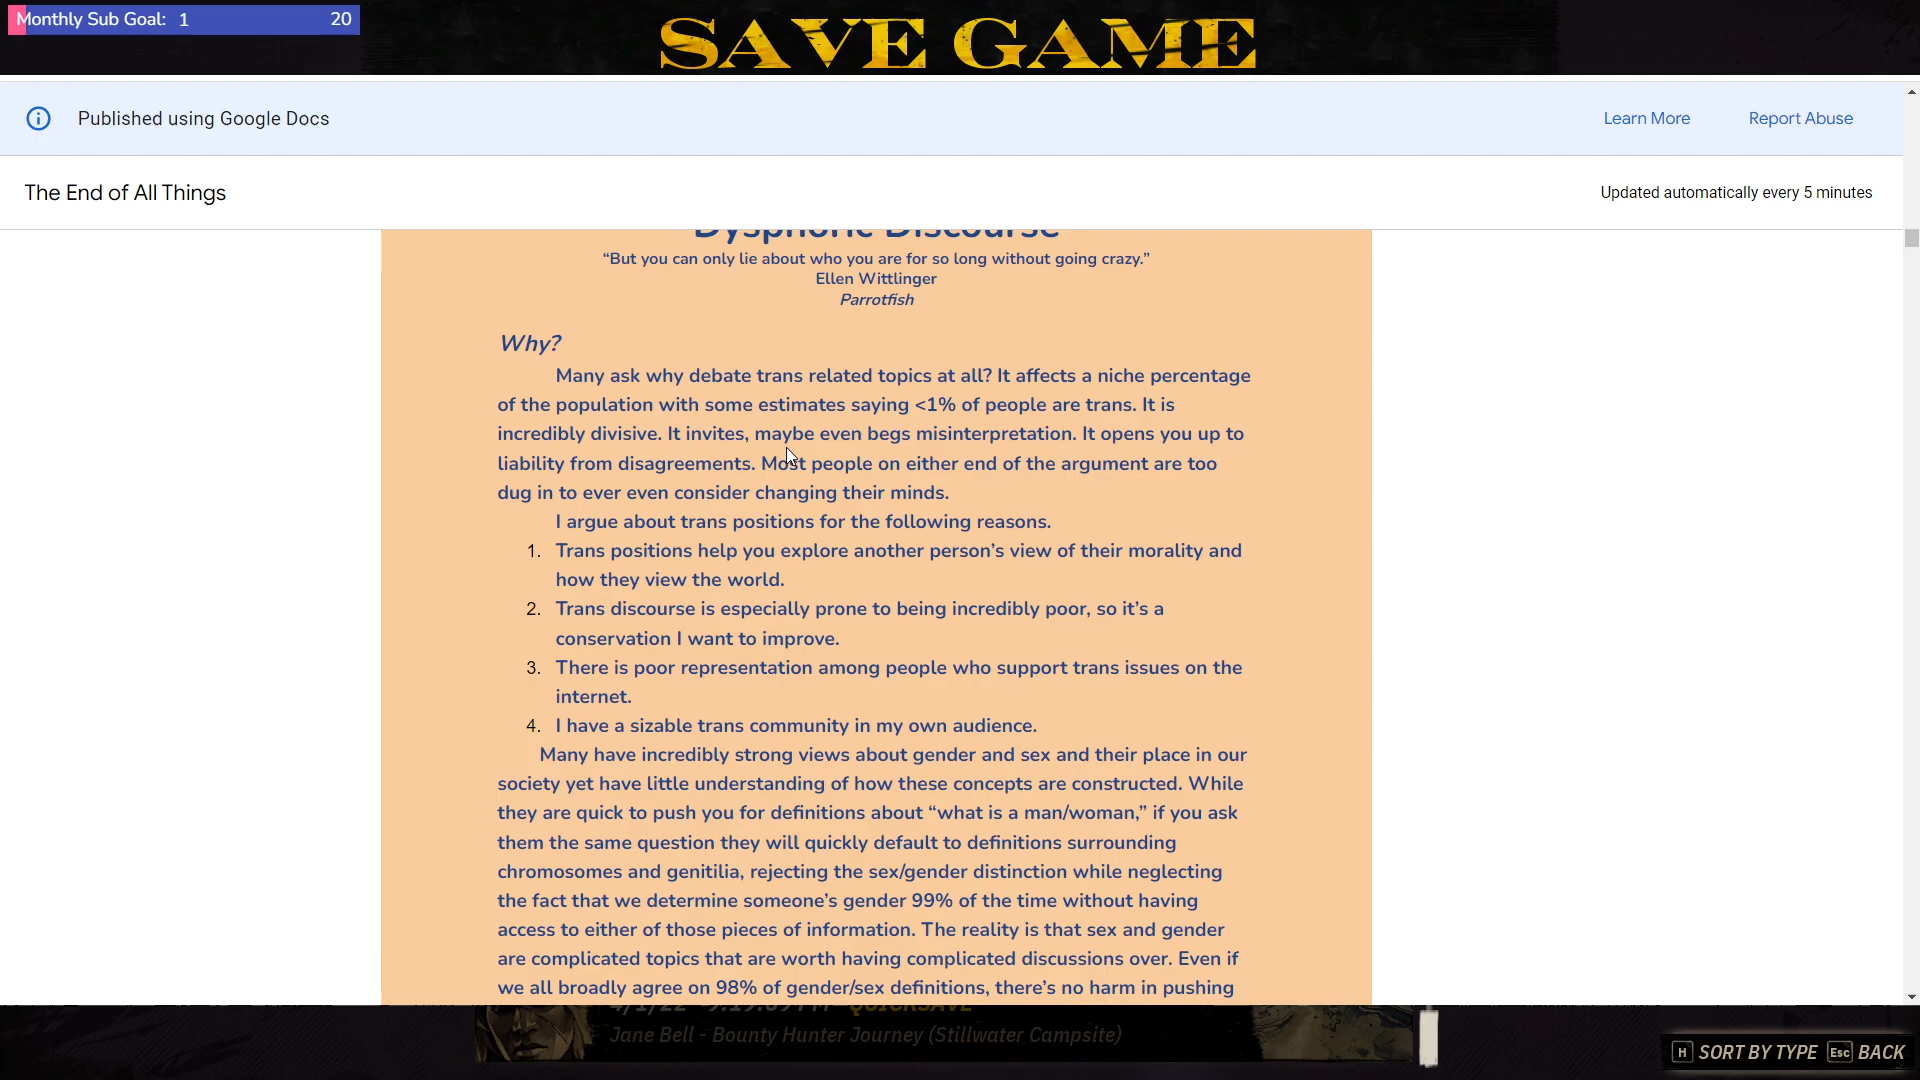 Monthly Sub Goal: 1 20
SAVE GAME
Published using Google Docs
Learn More
Report Abuse
The End of All Things
Updated automatically every 5 minutes
Dysphoric Discourse
“But you can only lie about who you are for so long without going crazy.”
Ellen Wittlinger
Parrotfish
Why?
Many ask why debate trans related topics at all? It affects a niche percentage
of the population with some estimates saying <1% of people are trans. It is
incredibly divisive. It invites, maybe even begs misinterpretation. It opens you up to
liability from disagreements. Most people on either end of the argument are too
dug in to ever even consider changing their minds.
I argue about trans positions for the following reasons.
1. Trans positions help you explore another person’s view of their morality and
how they view the world.
2. Trans discourse is especially prone to being incredibly poor, so it’s a
conservation I want to improve.
3. There is poor representation among people who support trans issues on the
internet.
4. I have a sizable trans community in my own audience.
Many have incredibly strong views about gender and sex and their place in our
society yet have little understanding of how these concepts are constructed. While
they are quick to push you for definitions about “what is a man/woman,” if you ask
them the same question they will quickly default to definitions surrounding
chromosomes and genitilia, rejecting the sex/gender distinction while neglecting
the fact that we determine someone’s gender 99% of the time without having
access to either of those pieces of information. The reality is that sex and gender
are complicated topics that are worth having complicated discussions over. Even if
we all broadly agree on 98% of gender/sex definitions, there’s no harm in pushing
4/1/22 9:19:09 PM QUICKSAVE
Jane Bell - Bounty Hunter Journey (Stillwater Campsite)
H SORT BY TYPE Esc BACK